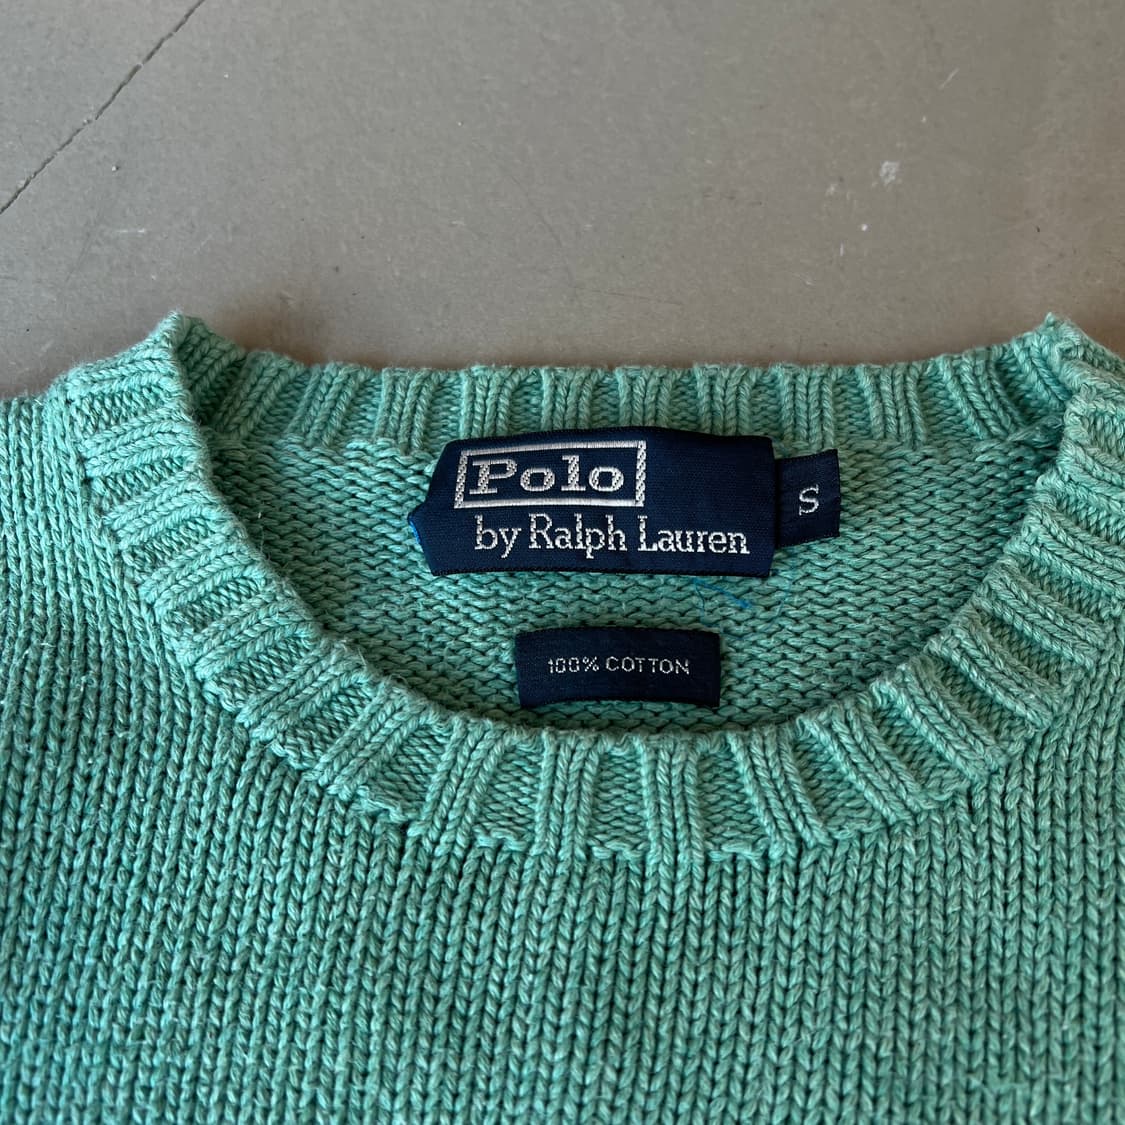 Polo
by Ralph Lauren
S
100% COTTON